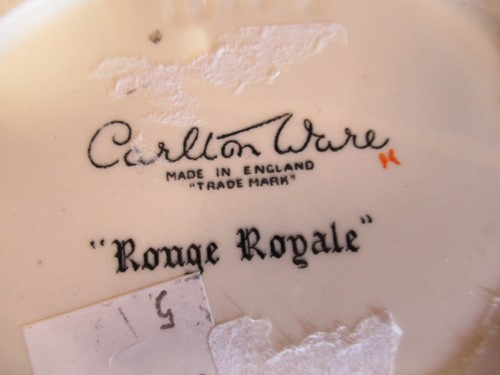 Carlton Ware
MADE IN ENGLAND
"TRADE MARK"
"Rouge Royale"
5